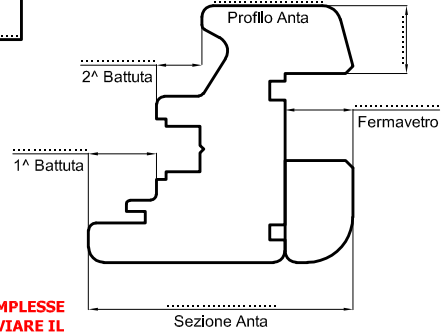 Profilo Anta
2^ Battuta
Fermavetro
1^ Battuta
MPLESSE
VIARE IL
Sezione Anta